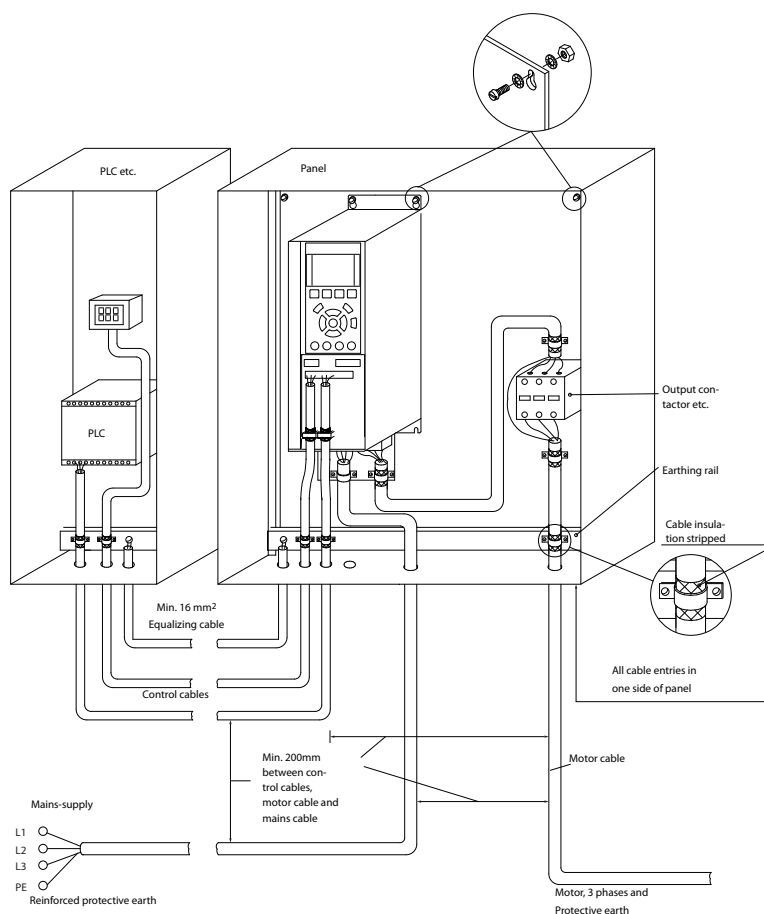 PLC etc.
Panel
PLC
Output con-
tactor etc.
Earthing rail
Cable insula-
tion stripped
Min. 16 mm²
Equalizing cable
Control cables
All cable entries in
one side of panel
Min. 200mm
between con-
trol cables,
motor cable and
mains cable
Motor cable
Mains-supply
L1
L2
L3
PE
Reinforced protective earth
Motor, 3 phases and
Protective earth